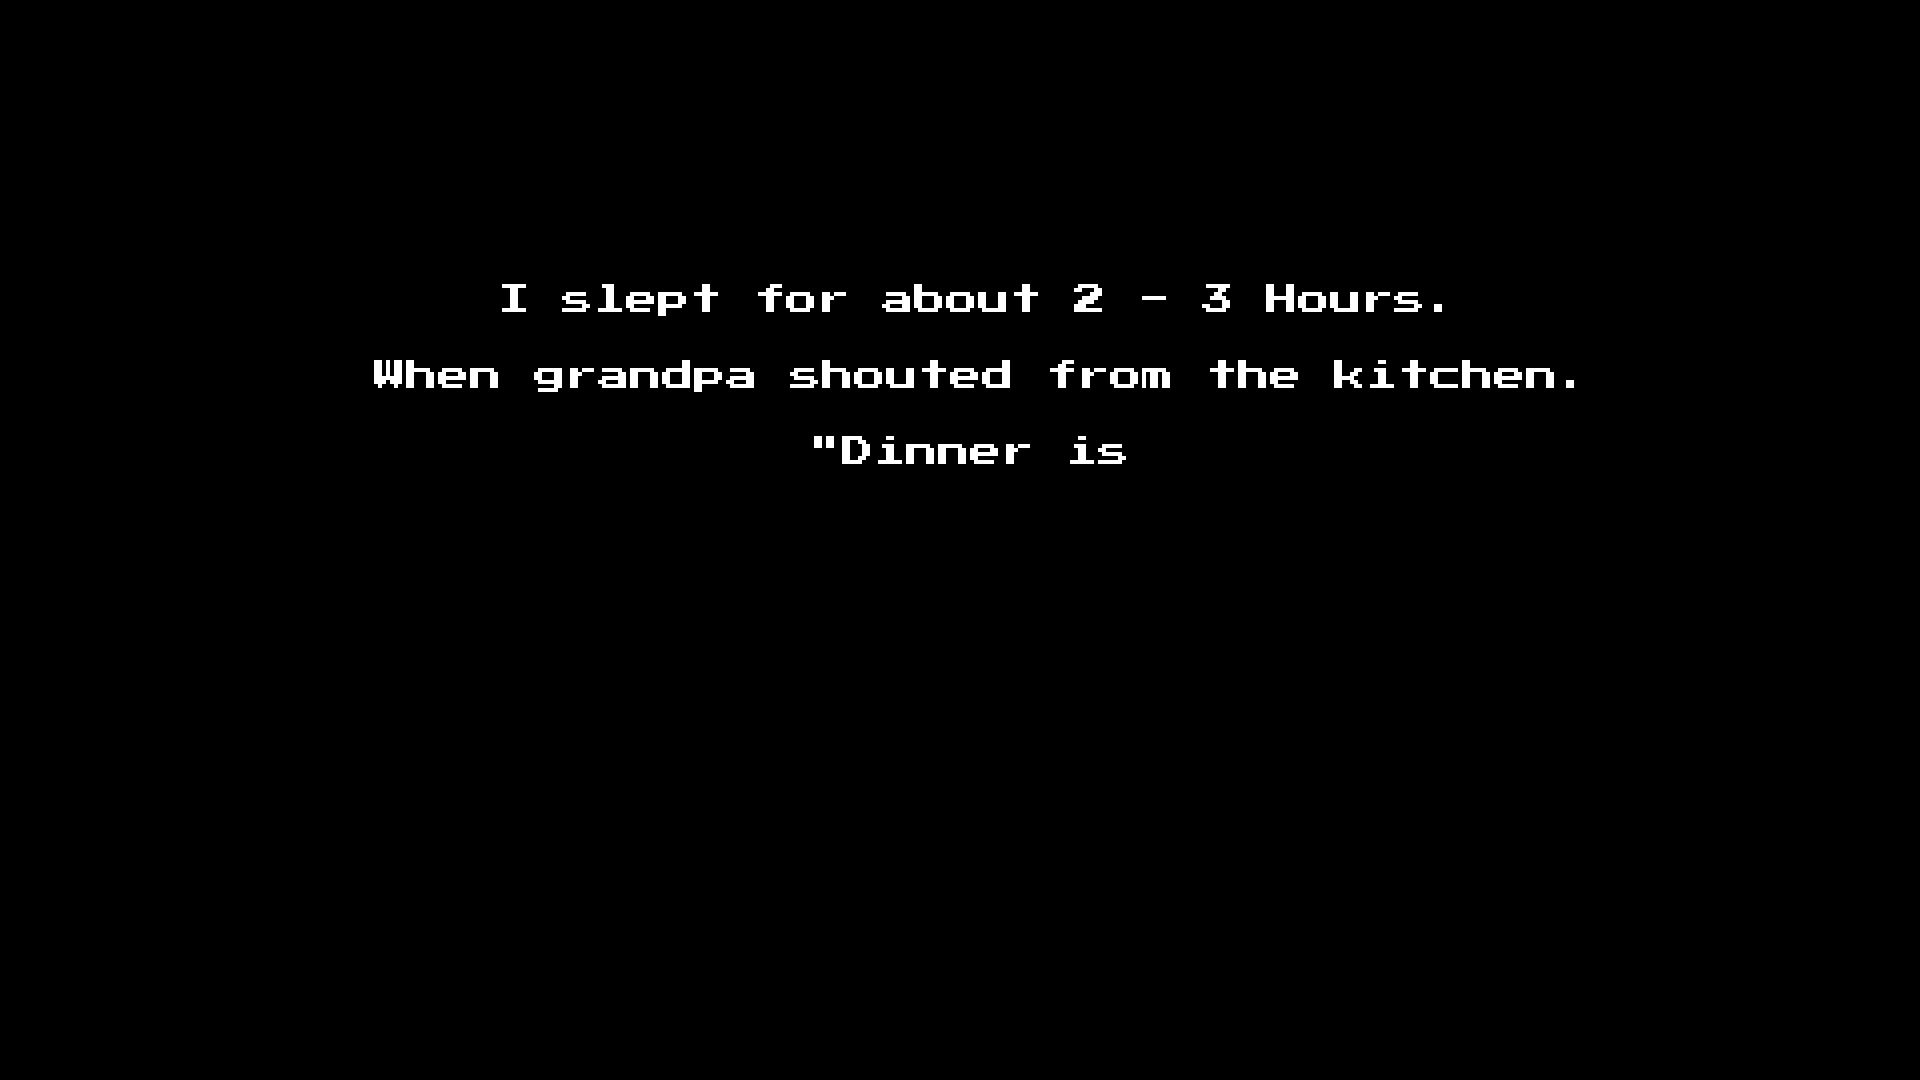 I slept for about 2 - 3 Hours.
When grandpa shouted from the kitchen.
"Dinner is